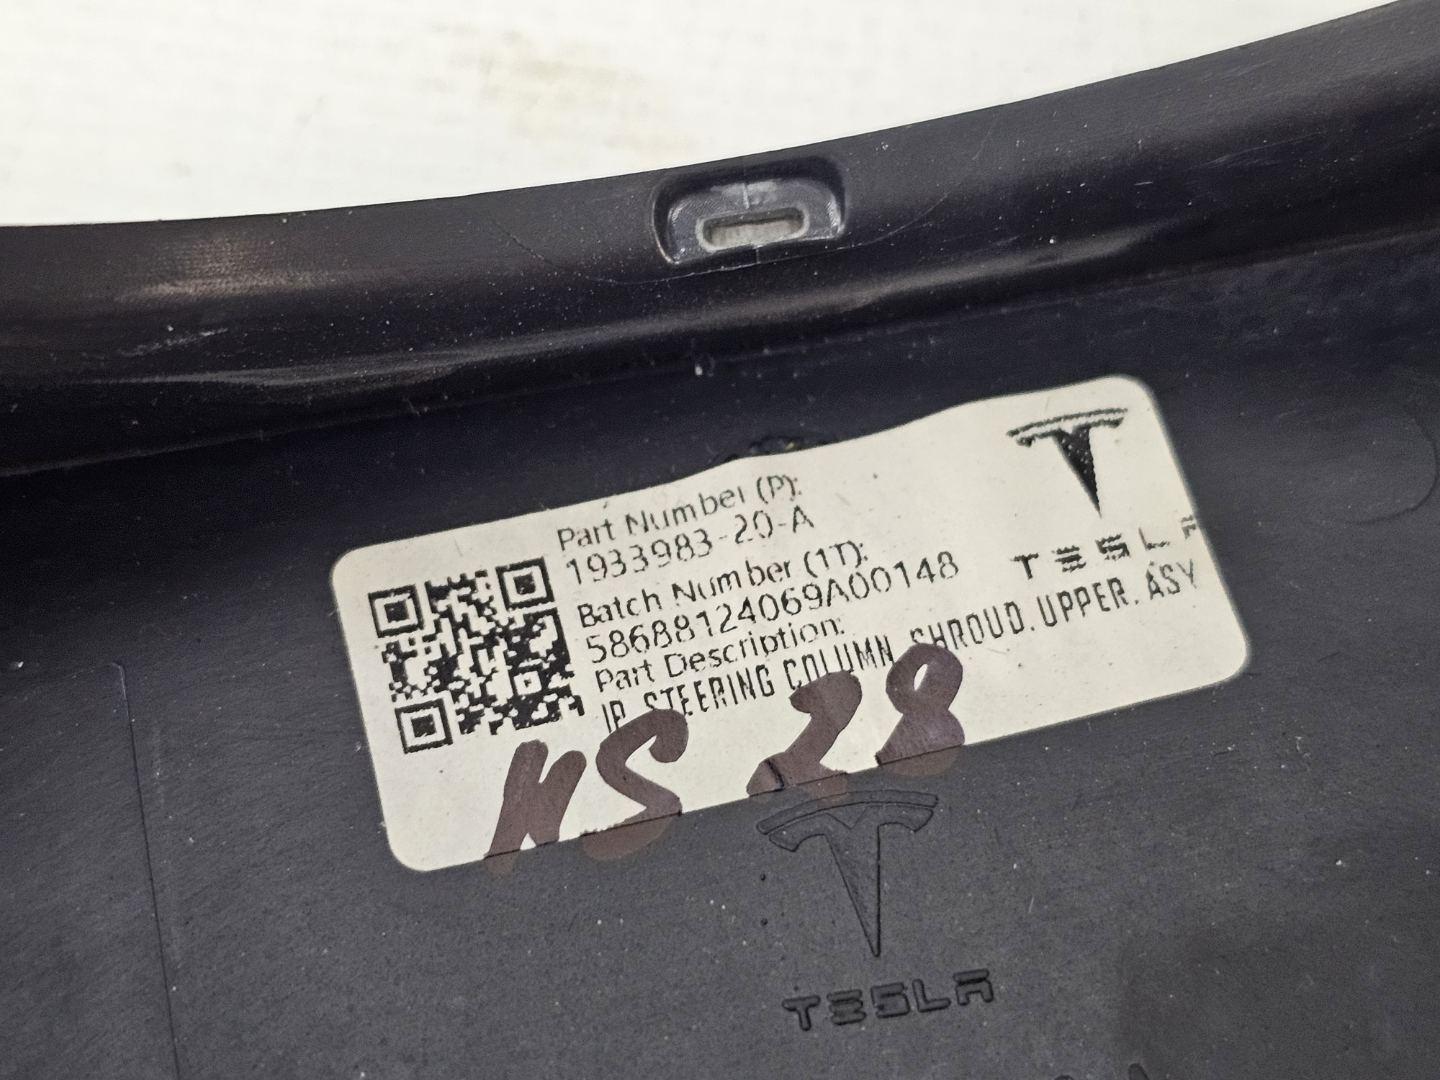 Part Number (P):
1933983-20-A
Batch Number (1T):
58688124069A00148
Part Description:
IP, STEERING COLUMN, SHROUD, UPPER, ASY
TESLA
NS 28
TESLA